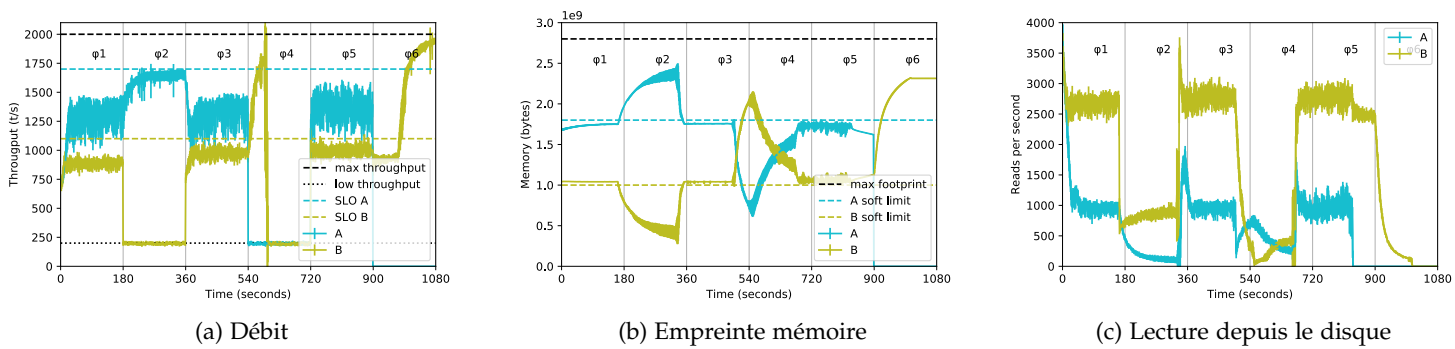 φ1 φ2 φ3 φ4 φ5 φ6
2000
1750
1500
1250
1000
750
500
250
0
Througput (t/s)
max throughput
low throughput
SLO A
SLO B
A
B
0 180 360 540 720 900 1080
Time (seconds)
(a) Débit
1e9
3.0
2.5
2.0
1.5
1.0
0.5
0.0
Memory (bytes)
φ1 φ2 φ3 φ4 φ5 φ6
max footprint
A soft limit
B soft limit
A
B
0 180 360 540 720 900 1080
Time (seconds)
(b) Empreinte mémoire
4000
3500
3000
2500
2000
1500
1000
500
0
Reads per second
φ1 φ2 φ3 φ4 φ5 φ6
A
B
0 180 360 540 720 900 1080
Time (seconds)
(c) Lecture depuis le disque